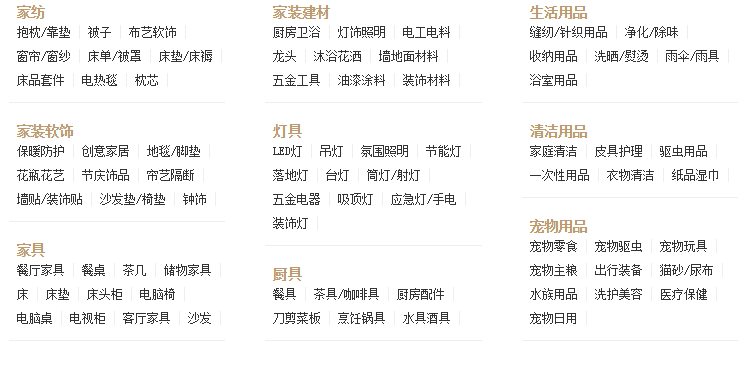 家纺
抱枕/靠垫 被子 布艺软饰
窗帘/窗纱 床单/被罩 床垫/床褥
床品套件 电热毯 枕芯
家装软饰
保暖防护 创意家居 地毯/脚垫
花瓶花艺 节庆饰品 帘艺隔断
墙贴/装饰贴 沙发垫/椅垫 钟饰
家具
餐厅家具 餐桌 茶几 储物家具
床 床垫 床头柜 电脑椅
电脑桌 电视柜 客厅家具 沙发
家装建材
厨房卫浴 灯饰照明 电工电料
龙头 沐浴花洒 墙地面材料
五金工具 油漆涂料 装饰材料
灯具
LED灯 吊灯 氛围照明 节能灯
落地灯 台灯 筒灯/射灯
五金电器 吸顶灯 应急灯/手电
装饰灯
厨具
餐具 茶具/咖啡具 厨房配件
刀剪菜板 烹饪锅具 水具酒具
生活用品
缝纫/针织用品 净化/除味
收纳用品 洗晒/熨烫 雨伞/雨具
浴室用品
清洁用品
家庭清洁 皮具护理 驱虫用品
一次性用品 衣物清洁 纸品湿巾
宠物用品
宠物零食 宠物驱虫 宠物玩具
宠物主粮 出行装备 猫砂/尿布
水族用品 洗护美容 医疗保健
宠物日用